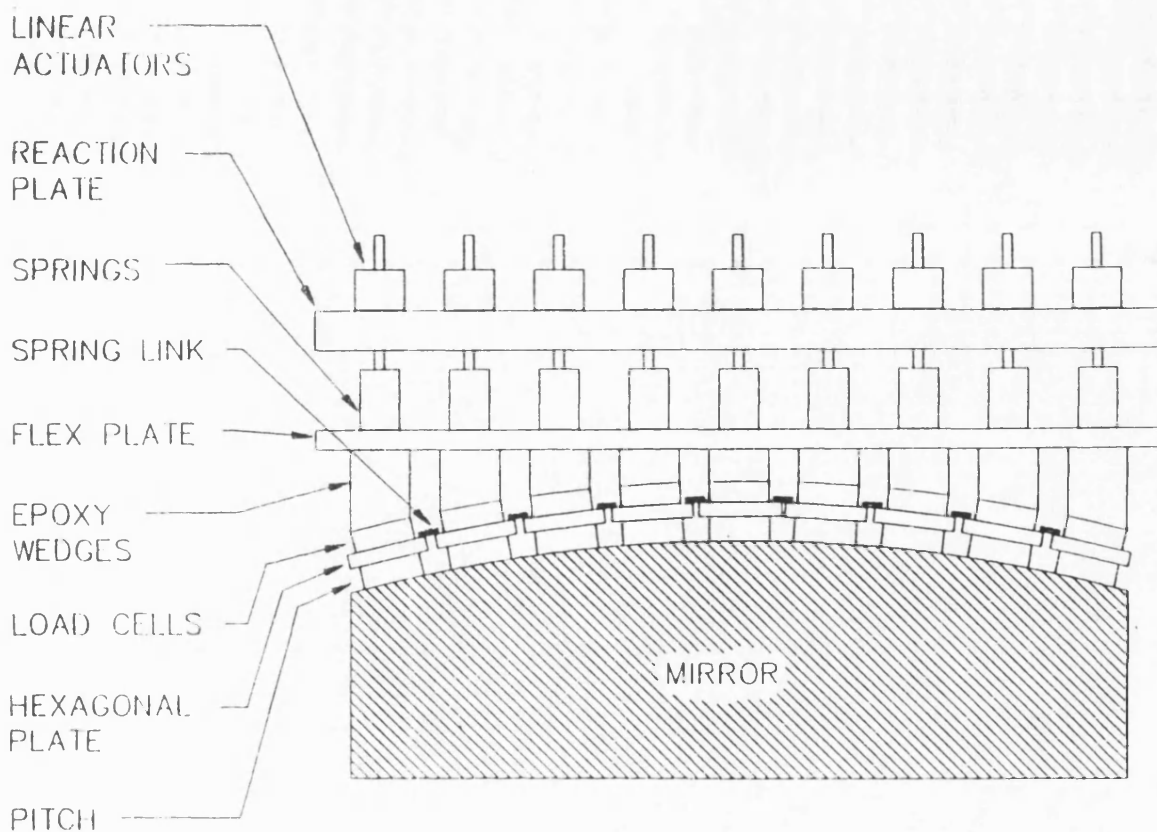 LINEAR
ACTUATORS
REACTION
PLATE
SPRINGS
SPRING LINK
FLEX PLATE
EPOXY
WEDGES
LOAD CELLS
MIRROR
HEXAGONAL
PLATE
PITCH